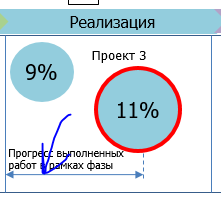 Реализация
Проект 3
9%
11%
Прогресс выполненных
работ в рамках фазы